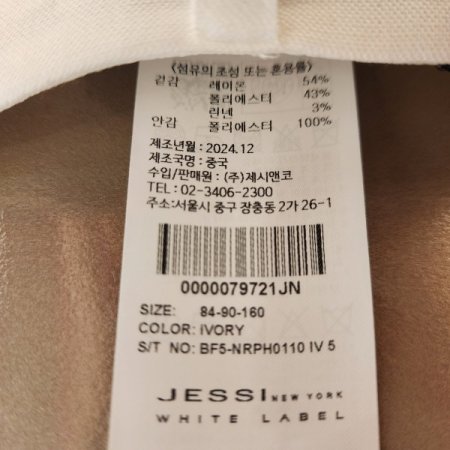 〈섬유의 조성 또는 혼용률〉
겉감 레이온 54%
폴리에스터 43%
린넨 3%
안감 폴리에스터 100%
제조년월 : 2024.12
제조국명 : 중국
수입/판매원 : (주)제시앤코
TEL : 02-3406-2300
주소:서울시 중구 장충동 2가 26-1
0000079721JN
SIZE: 84-90-160
COLOR: IVORY
S/T NO: BF5-NRPH0110 IV 5
JESSI NEW YORK
WHITE LABEL